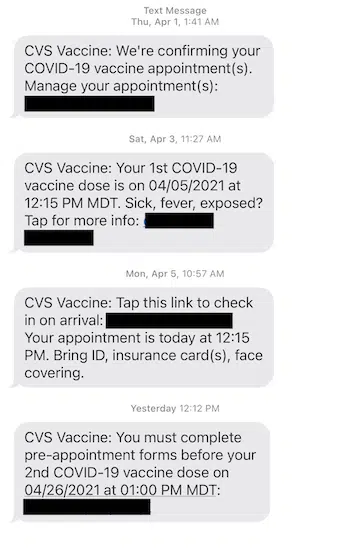 Text Message
Thu, Apr 1, 1:41 AM
CVS Vaccine: We're confirming your
COVID-19 vaccine appointment(s).
Manage your appointment(s):
Sat, Apr 3, 11:27 AM
CVS Vaccine: Your 1st COVID-19
vaccine dose is on 04/05/2021 at
12:15 PM MDT. Sick, fever, exposed?
Tap for more info:
Mon, Apr 5, 10:57 AM
CVS Vaccine: Tap this link to check
in on arrival:
Your appointment is today at 12:15
PM. Bring ID, insurance card(s), face
covering.
Yesterday 12:12 PM
CVS Vaccine: You must complete
pre-appointment forms before your
2nd COVID-19 vaccine dose on
04/26/2021 at 01:00 PM MDT: